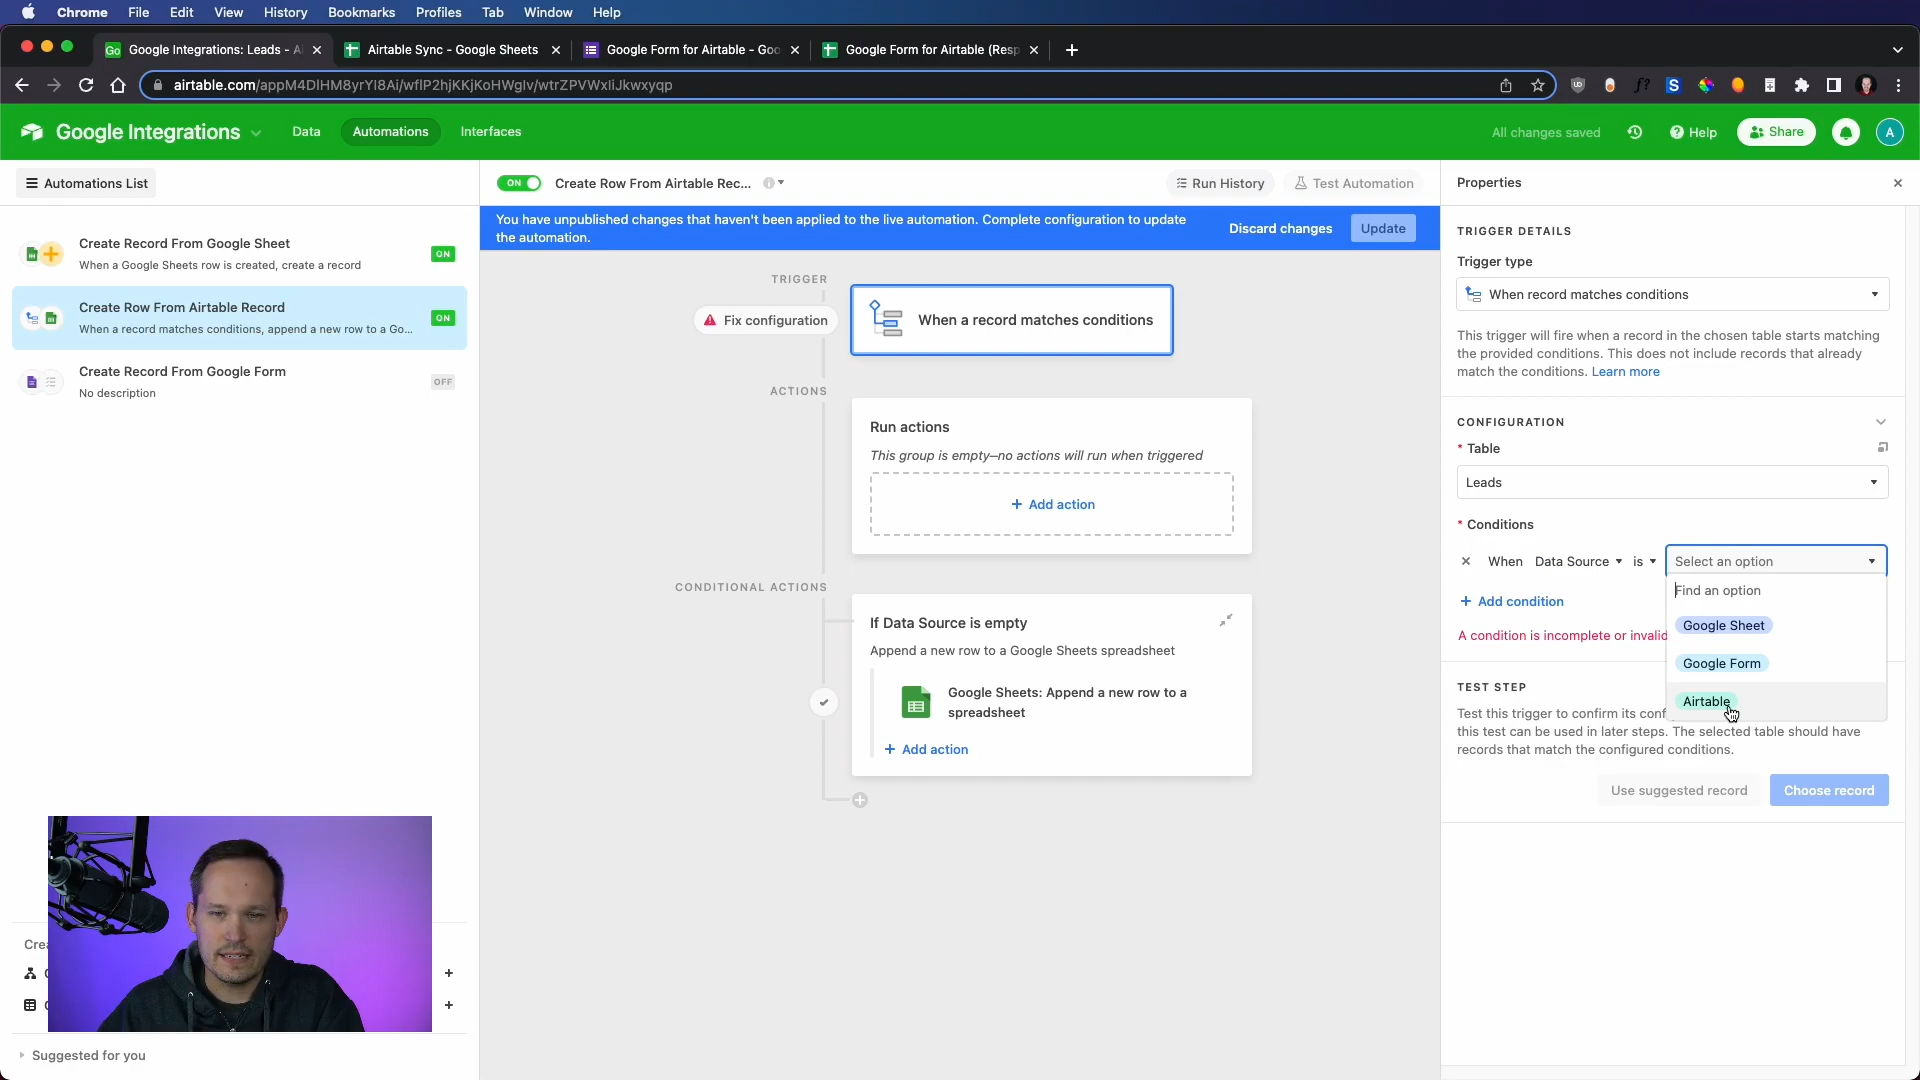 Chrome File Edit View History Bookmarks Profiles Tab Window Help
Go Google Integrations: Leads - Ai
Airtable Sync - Google Sheets
Google Form for Airtable - Goo
Google Form for Airtable (Resp
airtable.com/appM4DIHM8yrYI8Ai/wflP2hjKKjKoHWglv/wtrZPVWxliJkwxyqp
Google Integrations Data Automations Interfaces
All changes saved Help Share A
Automations List
Create Record From Google Sheet
When a Google Sheets row is created, create a record
ON
Create Row From Airtable Record
When a record matches conditions, append a new row to a Go...
ON
Create Record From Google Form
No description
OFF
Crea
Suggested for you
ON Create Row From Airtable Rec...
Run History Test Automation
You have unpublished changes that haven't been applied to the live automation. Complete configuration to update
the automation.
Discard changes Update
TRIGGER
Fix configuration
When a record matches conditions
ACTIONS
Run actions
This group is empty—no actions will run when triggered
+ Add action
CONDITIONAL ACTIONS
If Data Source is empty
Append a new row to a Google Sheets spreadsheet
Google Sheets: Append a new row to a
spreadsheet
+ Add action
Properties
TRIGGER DETAILS
Trigger type
When record matches conditions
This trigger will fire when a record in the chosen table starts matching
the provided conditions. This does not include records that already
match the conditions. Learn more
CONFIGURATION
* Table
Leads
* Conditions
When Data Source is Select an option
Find an option
+ Add condition
Google Sheet
A condition is incomplete or invalid
Google Form
Airtable
TEST STEP
Test this trigger to confirm its conf
this test can be used in later steps. The selected table should have
records that match the configured conditions.
Use suggested record Choose record